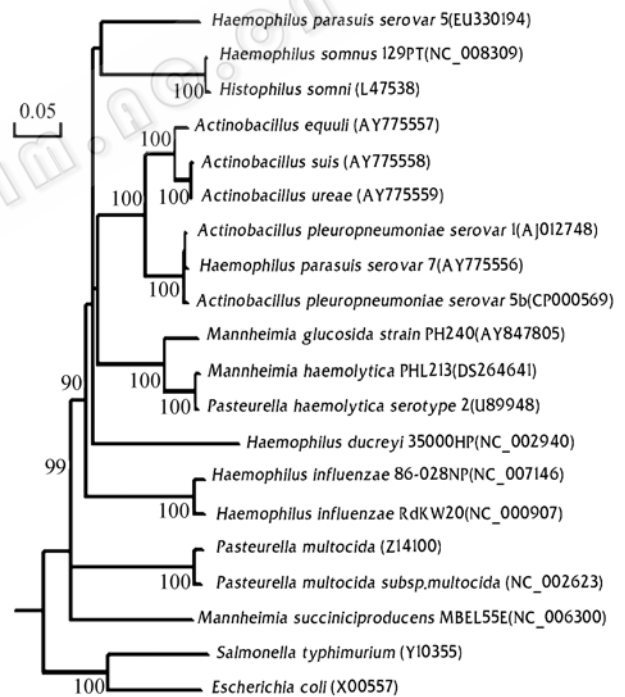 Haemophilus parasuis serovar 5(EU330194)
Haemophilus somnus 129PT(NC_008309)
100
Histophilus somni (L47538)
0.05
Actinobacillus equuli (AY775557)
100
Actinobacillus suis (AY775558)
100
100
Actinobacillus ureae (AY775559)
Actinobacillus pleuropneumoniae serovar 1(AJ012748)
Haemophilus parasuis serovar 7(AY775556)
100
Actinobacillus pleuropneumoniae serovar 5b(CP000569)
Mannheimia glucosida strain PH240(AY847805)
Mannheimia haemolytica PHL213(DS264641)
90
100
100
Pasteurella haemolytica serotype 2(U89948)
Haemophilus ducreyi 35000HP(NC_002940)
99
Haemophilus influenzae 86-028NP(NC_007146)
100
Haemophilus influenzae RdKW20(NC_000907)
Pasteurella multocida (Z14100)
100
Pasteurella multocida subsp.multocida (NC_002623)
Mannheimia succiniciproducens MBEL55E(NC_006300)
Salmonella typhimurium (Y10355)
100
Escherichia coli (X00557)